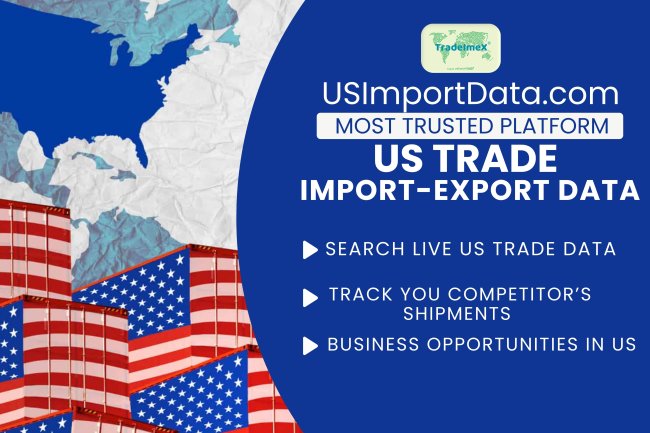 TradeImeX
USImportData.com
MOST TRUSTED PLATFORM
US TRADE
IMPORT-EXPORT DATA
SEARCH LIVE US TRADE DATA
TRACK YOU COMPETITOR'S
SHIPMENTS
BUSINESS OPPORTUNITIES IN US